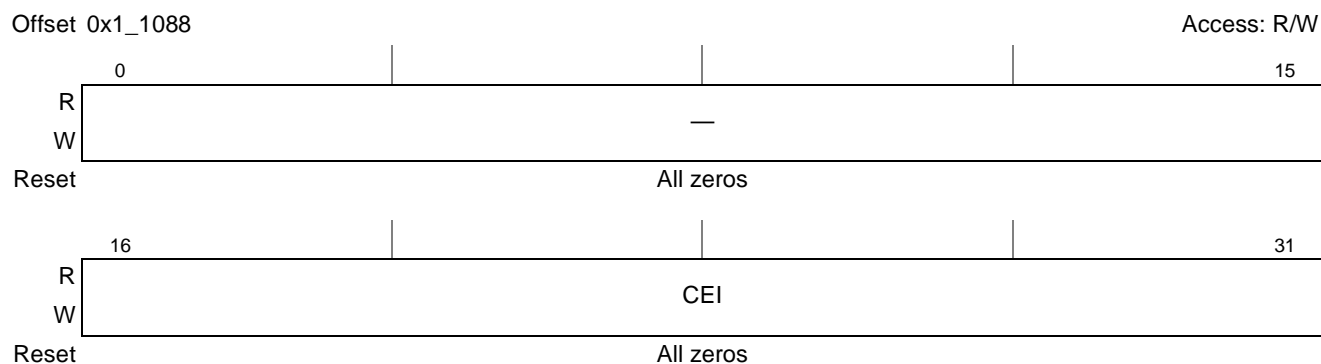 Offset 0x1_1088 Access: R/W
0 15
R
—
W
Reset All zeros
16 31
R
CEI
W
Reset All zeros